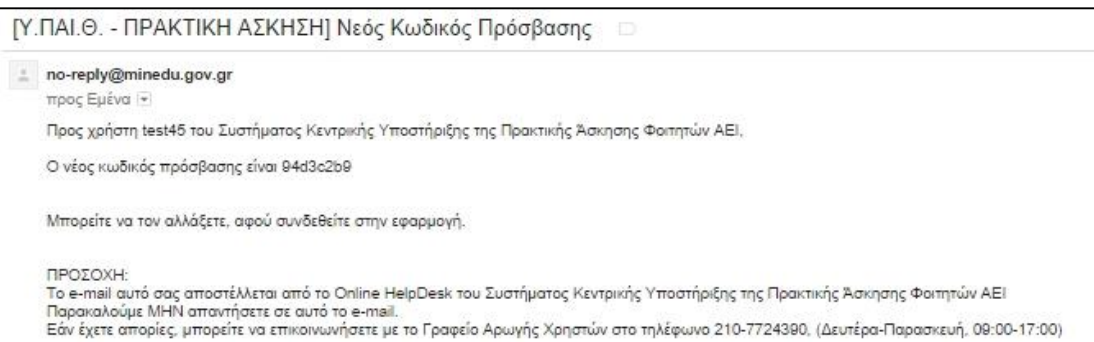 [Υ.ΠΑΙ.Θ. - ΠΡΑΚΤΙΚΗ ΑΣΚΗΣΗ] Νεός Κωδικός Πρόσβασης
no-reply@minedu.gov.gr
προς Εμένα
Προς χρήστη test45 του Συστήματος Κεντρικής Υποστήριξης της Πρακτικής Άσκησης Φοιτητών ΑΕΙ,
Ο νέος κωδικός πρόσβασης είναι 94d3c2b9
Μπορείτε να τον αλλάξετε, αφού συνδεθείτε στην εφαρμογή.
ΠΡΟΣΟΧΗ:
Το e-mail αυτό σας αποστέλλεται από το Online HelpDesk του Συστήματος Κεντρικής Υποστήριξης της Πρακτικής Άσκησης Φοιτητών ΑΕΙ
Παρακαλούμε ΜΗΝ απαντήσετε σε αυτό το e-mail.
Εάν έχετε απορίες, μπορείτε να επικοινωνήσετε με το Γραφείο Αρωγής Χρηστών στο τηλέφωνο 210-7724390, (Δευτέρα-Παρασκευή, 09:00-17:00)